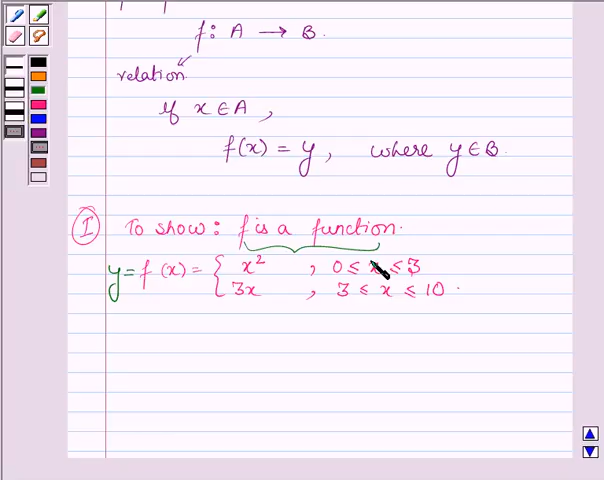 f: A → B.
relation
If x ∈ A ,
f(x) = y , where y ∈ B.
I To show: f is a function.
y = f(x) = { x² , 0 ≤ x ≤ 3
3x , 3 ≤ x ≤ 10 .